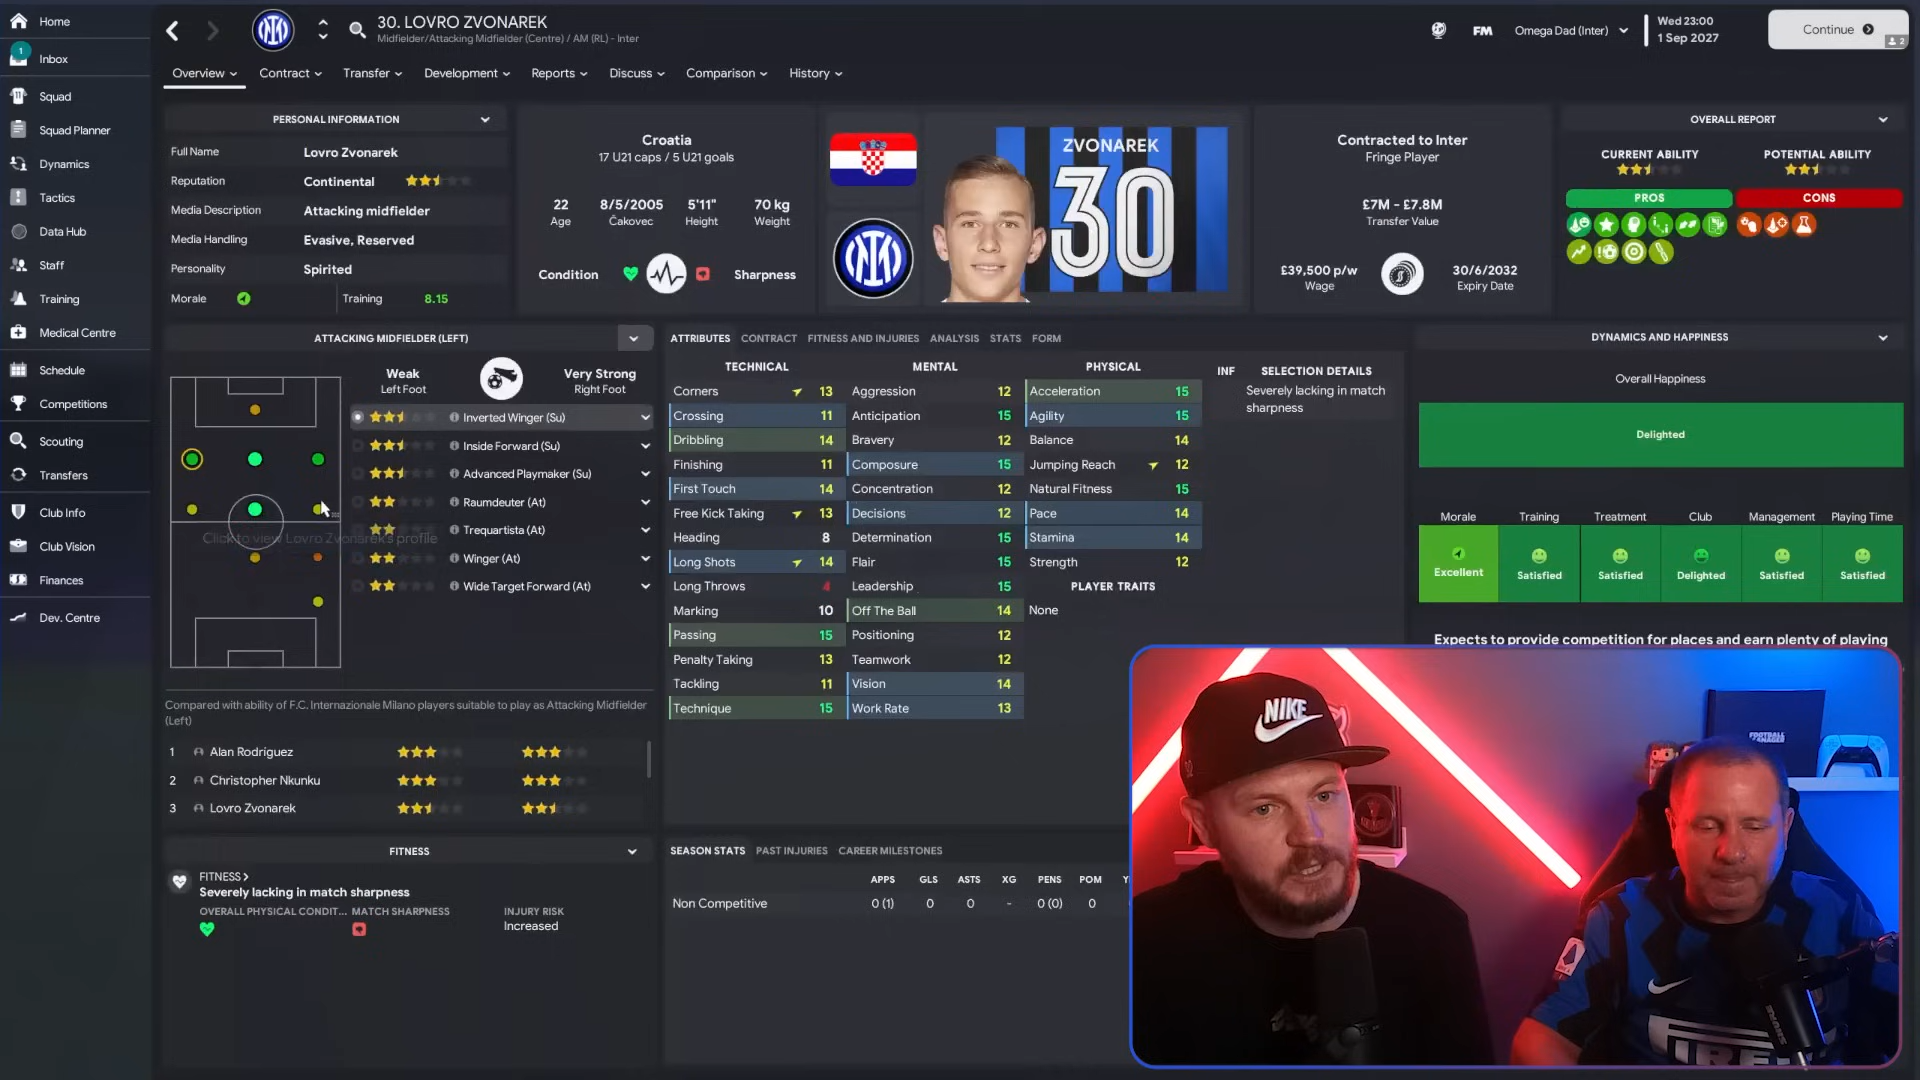 Home
1
Inbox
Squad
Squad Planner
Dynamics
Tactics
Data Hub
Staff
Training
Medical Centre
Schedule
Competitions
Scouting
Transfers
Club Info
Club Vision
Finances
Dev. Centre
30. LOVRO ZVONAREK
Midfielder/Attacking Midfielder (Centre) / AM (RL) - Inter
FM
Omega Dad (Inter)
Wed 23:00
1 Sep 2027
Continue
2
Overview Contract Transfer Development Reports Discuss Comparison History
PERSONAL INFORMATION
Full Name Lovro Zvonarek
Reputation Continental
Media Description Attacking midfielder
Media Handling Evasive, Reserved
Personality Spirited
Morale Training 8.15
Croatia
17 U21 caps / 5 U21 goals
22 8/5/2005 5'11" 70 kg
Age Čakovec Height Weight
Condition Sharpness
ZVONAREK
30
Contracted to Inter
Fringe Player
£7M - £7.8M
Transfer Value
£39,500 p/w 30/6/2032
Wage Expiry Date
OVERALL REPORT
CURRENT ABILITY POTENTIAL ABILITY
PROS CONS
ATTACKING MIDFIELDER (LEFT)
Weak Very Strong
Left Foot Right Foot
Inverted Winger (Su)
Inside Forward (Su)
Advanced Playmaker (Su)
Raumdeuter (At)
Trequartista (At)
Winger (At)
Wide Target Forward (At)
Click to view Lovro Zvonarek's profile
Compared with ability of F.C. Internazionale Milano players suitable to play as Attacking Midfielder
(Left)
1 Alan Rodríguez
2 Christopher Nkunku
3 Lovro Zvonarek
FITNESS
FITNESS >
Severely lacking in match sharpness
OVERALL PHYSICAL CONDIT... MATCH SHARPNESS INJURY RISK
Increased
ATTRIBUTES CONTRACT FITNESS AND INJURIES ANALYSIS STATS FORM
TECHNICAL MENTAL PHYSICAL
Corners 13 Aggression 12 Acceleration 15
Crossing 11 Anticipation 15 Agility 15
Dribbling 14 Bravery 12 Balance 14
Finishing 11 Composure 15 Jumping Reach 12
First Touch 14 Concentration 12 Natural Fitness 15
Free Kick Taking 13 Decisions 12 Pace 14
Heading 8 Determination 15 Stamina 14
Long Shots 14 Flair 15 Strength 12
Long Throws 4 Leadership 15 PLAYER TRAITS
Marking 10 Off The Ball 14 None
Passing 15 Positioning 12
Penalty Taking 13 Teamwork 12
Tackling 11 Vision 14
Technique 15 Work Rate 13
INF SELECTION DETAILS
Severely lacking in match
sharpness
DYNAMICS AND HAPPINESS
Overall Happiness
Delighted
Morale Training Treatment Club Management Playing Time
Excellent Satisfied Satisfied Delighted Satisfied Satisfied
Expects to provide competition for places and earn plenty of playing
SEASON STATS PAST INJURIES CAREER MILESTONES
APPS GLS ASTS XG PENS POM
Non Competitive 0 (1) 0 0 - 0 (0) 0
NIKE
FOOTBALL
MANAGER
SHURE